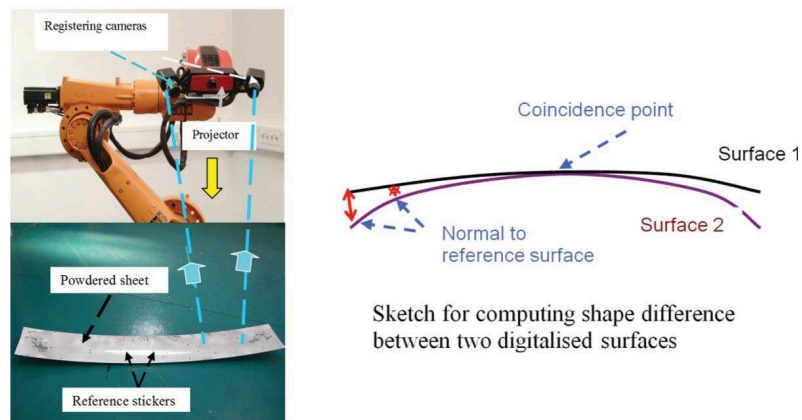 Registering cameras
Projector
Powdered sheet
Reference stickers
Coincidence point
Surface 1
Surface 2
Normal to
reference surface
Sketch for computing shape difference
between two digitalised surfaces